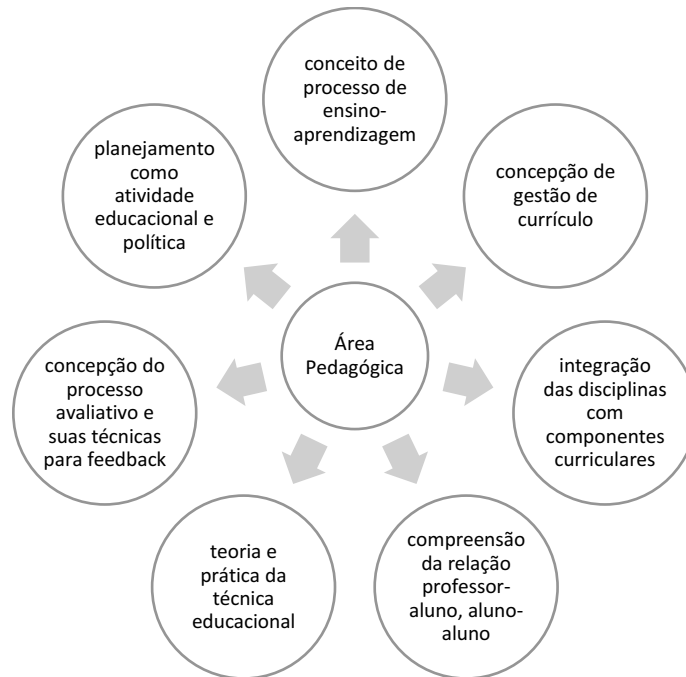 conceito de
processo de
ensino-
aprendizagem
concepção de
gestão de
currículo
integração
das disciplinas
com
componentes
curriculares
compreensão
da relação
professor-
aluno, aluno-
aluno
teoria e
prática da
técnica
educacional
concepção do
processo
avaliativo e
suas técnicas
para feedback
planejamento
como
atividade
educacional e
política
Área
Pedagógica